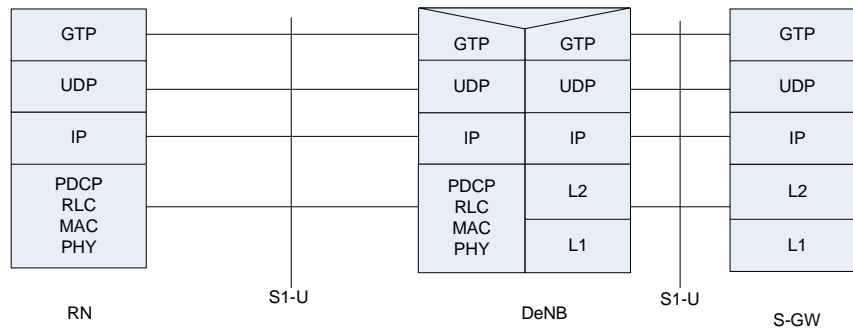 GTP
UDP
IP
PDCP
RLC
MAC
PHY
RN
S1-U
GTP
GTP
UDP
UDP
IP
IP
PDCP
RLC
MAC
PHY
L2
L1
DeNB
S1-U
GTP
UDP
IP
L2
L1
S-GW